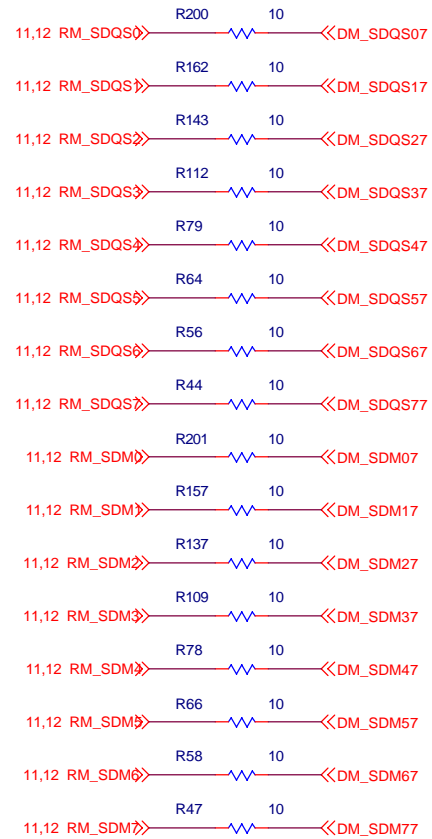 R200 10
11,12 RM_SDQS0 DM_SDQS07
R162 10
11,12 RM_SDQS1 DM_SDQS17
R143 10
11,12 RM_SDQS2 DM_SDQS27
R112 10
11,12 RM_SDQS3 DM_SDQS37
R79 10
11,12 RM_SDQS4 DM_SDQS47
R64 10
11,12 RM_SDQS5 DM_SDQS57
R56 10
11,12 RM_SDQS6 DM_SDQS67
R44 10
11,12 RM_SDQS7 DM_SDQS77
R201 10
11,12 RM_SDM0 DM_SDM07
R157 10
11,12 RM_SDM1 DM_SDM17
R137 10
11,12 RM_SDM2 DM_SDM27
R109 10
11,12 RM_SDM3 DM_SDM37
R78 10
11,12 RM_SDM4 DM_SDM47
R66 10
11,12 RM_SDM5 DM_SDM57
R58 10
11,12 RM_SDM6 DM_SDM67
R47 10
11,12 RM_SDM7 DM_SDM77